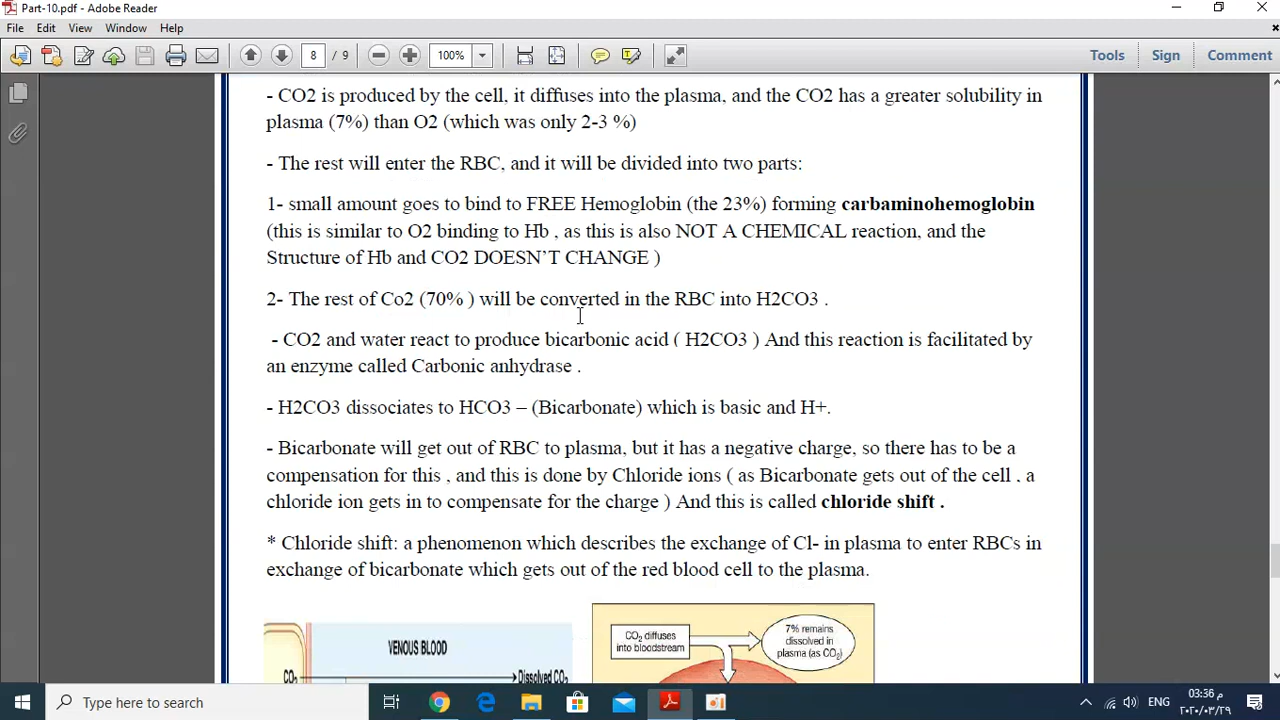 Part-10.pdf - Adobe Reader
File Edit View Window Help
8 / 9 100% Tools Sign Comment
- CO2 is produced by the cell, it diffuses into the plasma, and the CO2 has a greater solubility in
plasma (7%) than O2 (which was only 2-3 %)
- The rest will enter the RBC, and it will be divided into two parts:
1- small amount goes to bind to FREE Hemoglobin (the 23%) forming carbaminohemoglobin
(this is similar to O2 binding to Hb , as this is also NOT A CHEMICAL reaction, and the
Structure of Hb and CO2 DOESN’T CHANGE )
2- The rest of Co2 (70% ) will be converted in the RBC into H2CO3 .
- CO2 and water react to produce bicarbonic acid ( H2CO3 ) And this reaction is facilitated by
an enzyme called Carbonic anhydrase .
- H2CO3 dissociates to HCO3 – (Bicarbonate) which is basic and H+.
- Bicarbonate will get out of RBC to plasma, but it has a negative charge, so there has to be a
compensation for this , and this is done by Chloride ions ( as Bicarbonate gets out of the cell , a
chloride ion gets in to compensate for the charge ) And this is called chloride shift .
* Chloride shift: a phenomenon which describes the exchange of Cl- in plasma to enter RBCs in
exchange of bicarbonate which gets out of the red blood cell to the plasma.
VENOUS BLOOD
CO2 Dissolved CO2
CO2 diffuses
into bloodstream
7% remains
dissolved in
plasma (as CO2)
Type here to search
ENG
03:36 م
٢٠٢٠/٠٣/٢٩